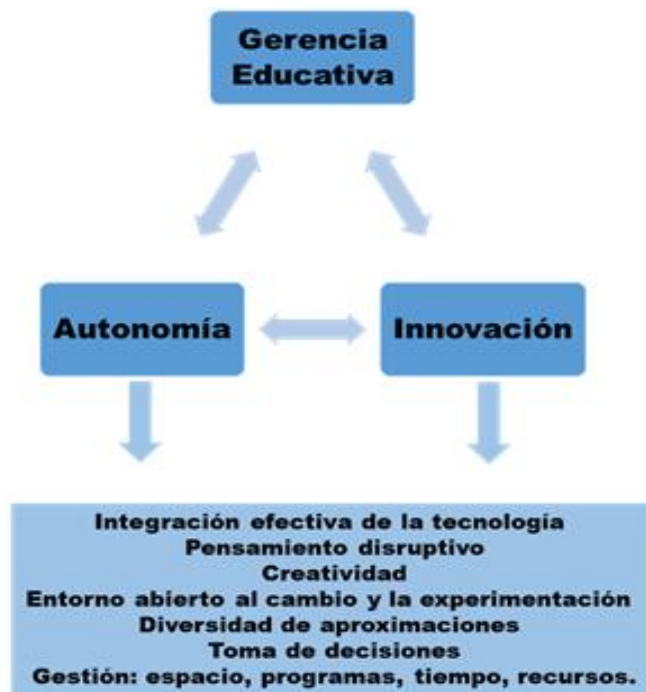 Gerencia
Educativa
Autonomía
Innovación
Integración efectiva de la tecnología
Pensamiento disruptivo
Creatividad
Entorno abierto al cambio y la experimentación
Diversidad de aproximaciones
Toma de decisiones
Gestión: espacio, programas, tiempo, recursos.